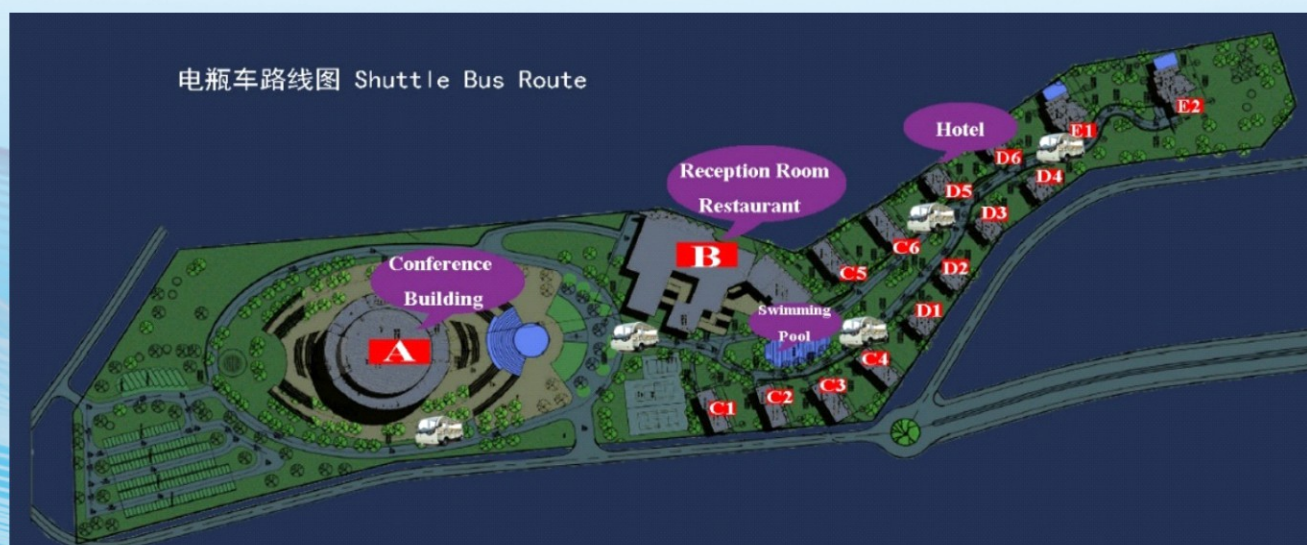 电瓶车路线图 Shuttle Bus Route
Hotel
Reception Room
Restaurant
B
Conference
Building
A
Swimming
Pool
E2
E1
D6
D4
D5
D3
C6
D2
C5
D1
C4
C3
C2
C1